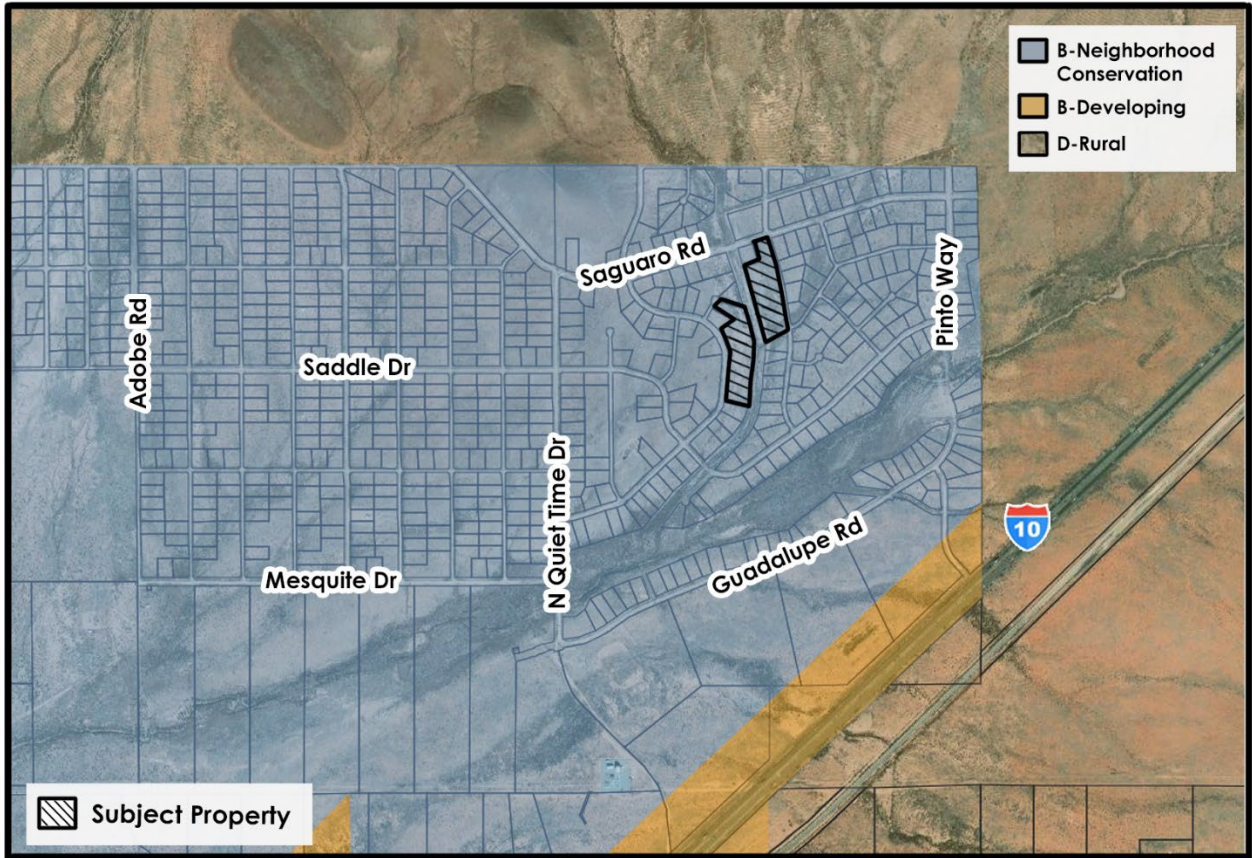 B-Neighborhood
Conservation
B-Developing
D-Rural
Saguaro Rd
Pinto Way
Adobe Rd
Saddle Dr
N Quiet Time Dr
10
Guadalupe Rd
Mesquite Dr
Subject Property